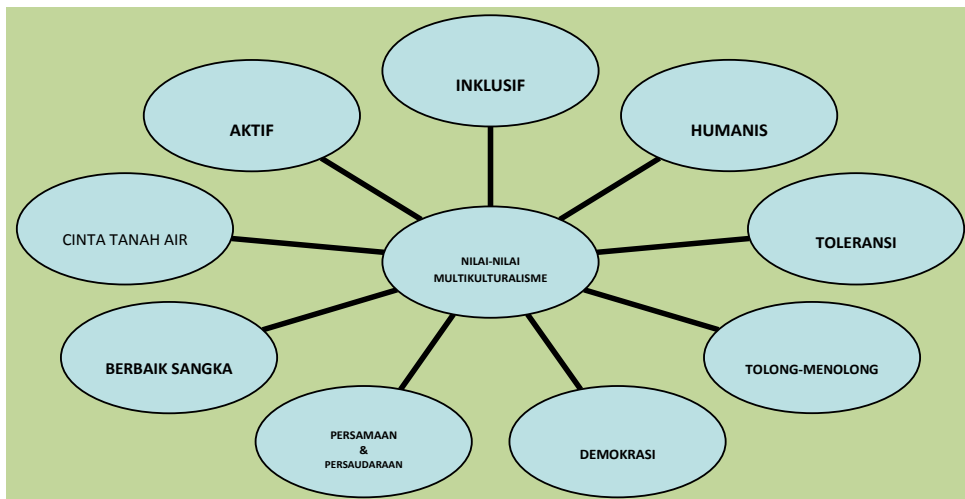 INKLUSIF
AKTIF
HUMANIS
CINTA TANAH AIR
TOLERANSI
NILAI-NILAI
MULTIKULTURALISME
BERBAIK SANGKA
TOLONG-MENOLONG
PERSAMAAN
&
PERSAUDARAAN
DEMOKRASI